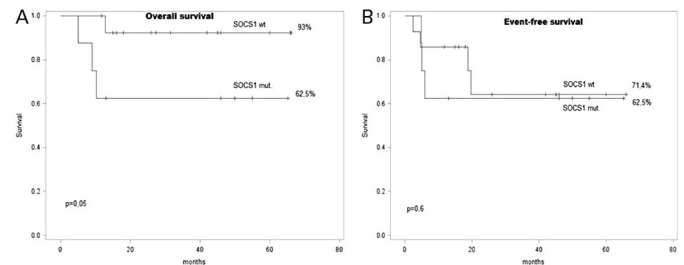 A
Overall survival
1.0
0.8
0.6
0.4
0.2
0.0
Survival
SOCS1 wt
93%
SOCS1 mut.
62.5%
p=0,05
0
20
40
60
80
months
B
Event-free survival
1.0
0.8
0.6
0.4
0.2
0.0
Survival
SOCS1 wt
71,4%
SOCS1 mut.
62,5%
p=0,6
0
20
40
60
80
months